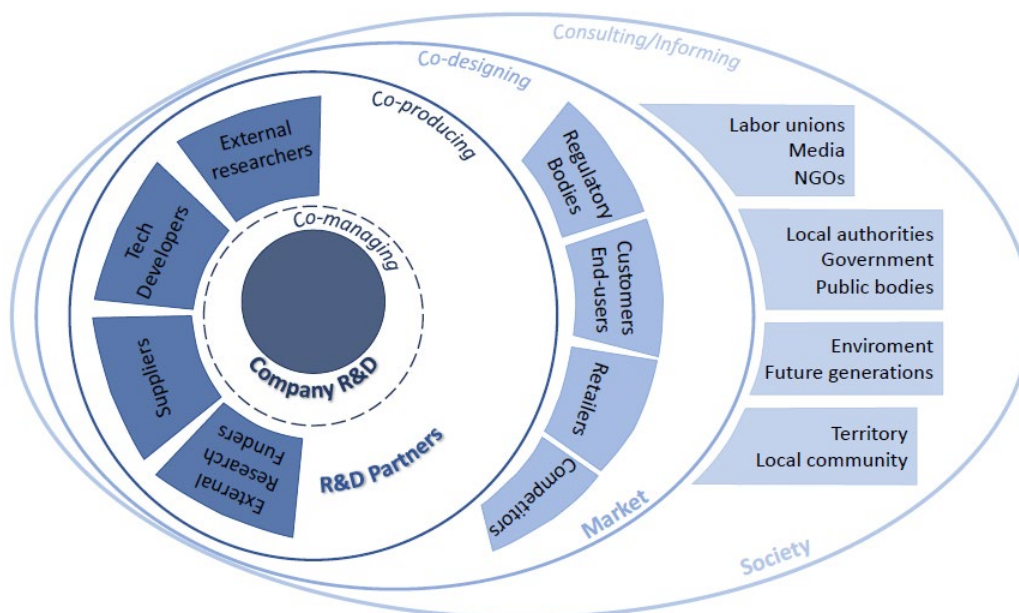 Consulting/Informing
Co-designing
Co-producing
Co-managing
External
researchers
Tech
Developers
Suppliers
External
Research
Funders
Company R&D
R&D Partners
Regulatory
Bodies
Customers
End-users
Retailers
Competitors
Market
Labor unions
Media
NGOs
Local authorities
Government
Public bodies
Enviroment
Future generations
Territory
Local community
Society